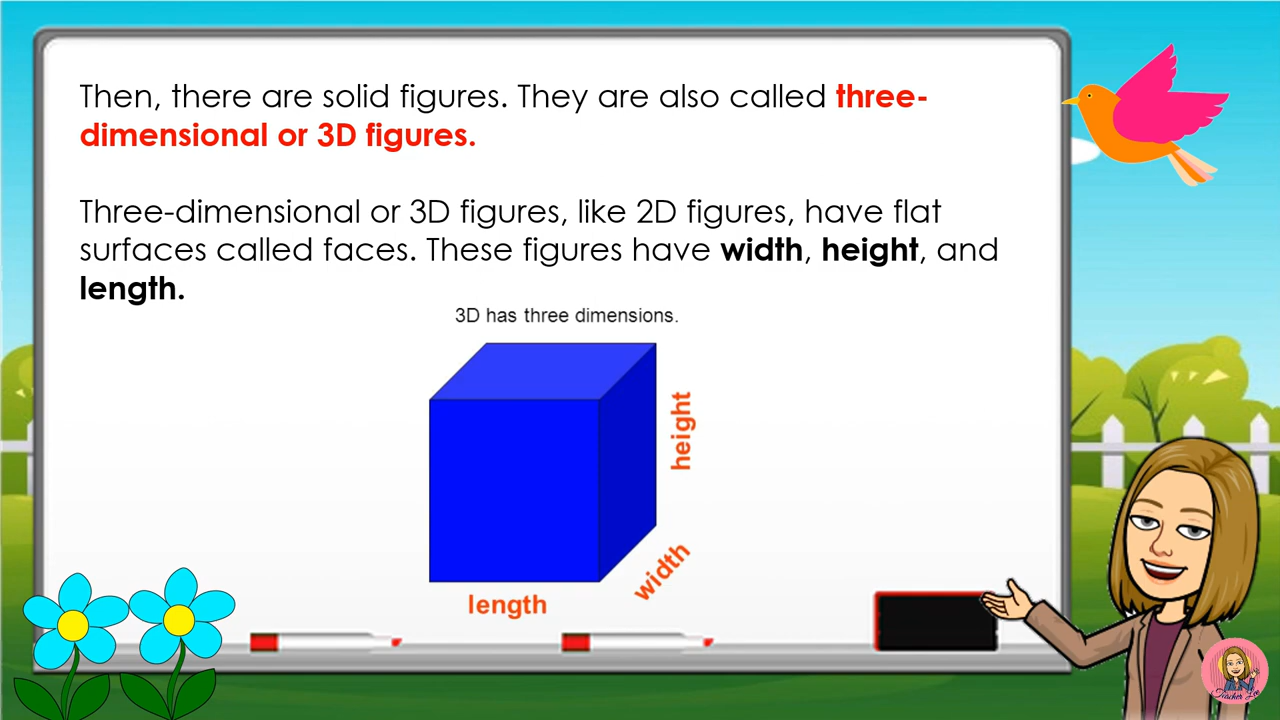 Then, there are solid figures. They are also called three-
dimensional or 3D figures.
Three-dimensional or 3D figures, like 2D figures, have flat
surfaces called faces. These figures have width, height, and
length.
3D has three dimensions.
height
width
length
Teacher Zee